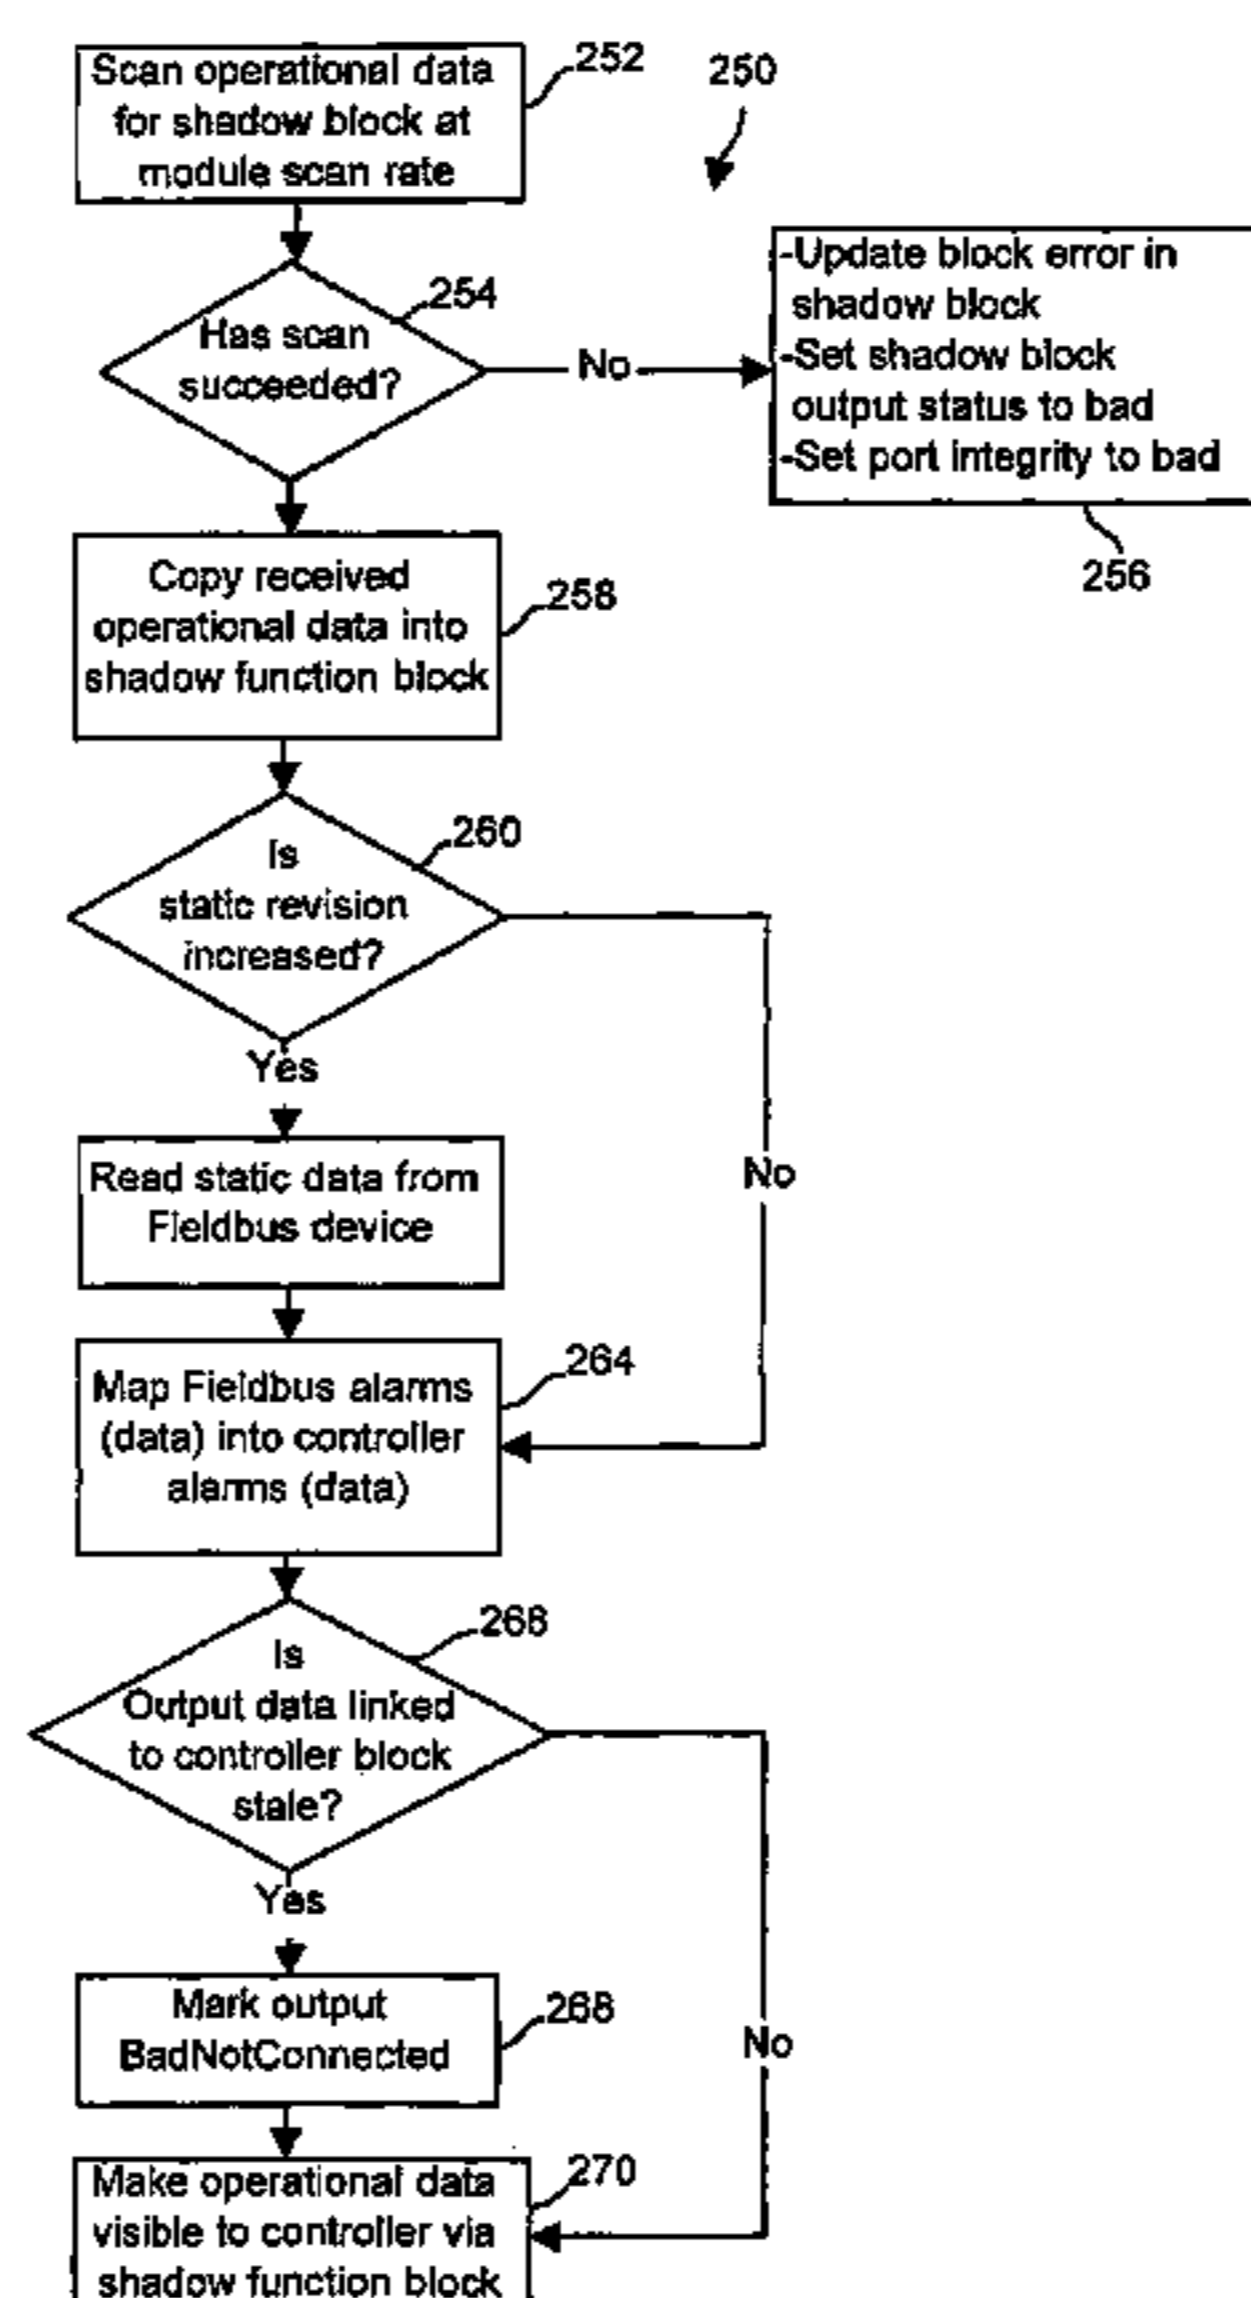 Scan operational data
for shadow block at
module scan rate
252
250
Has scan
succeeded?
254
No
-Update block error in
shadow block
-Set shadow block
output status to bad
-Set port integrity to bad
256
Copy received
operational data into
shadow function block
258
Is
static revision
increased?
260
Yes
No
Read static data from
Fieldbus device
Map Fieldbus alarms
(data) into controller
alarms (data)
264
Is
Output data linked
to controller block
stale?
268
Yes
No
Mark output
BadNotConnected
268
Make operational data
visible to controller via
shadow function block
270